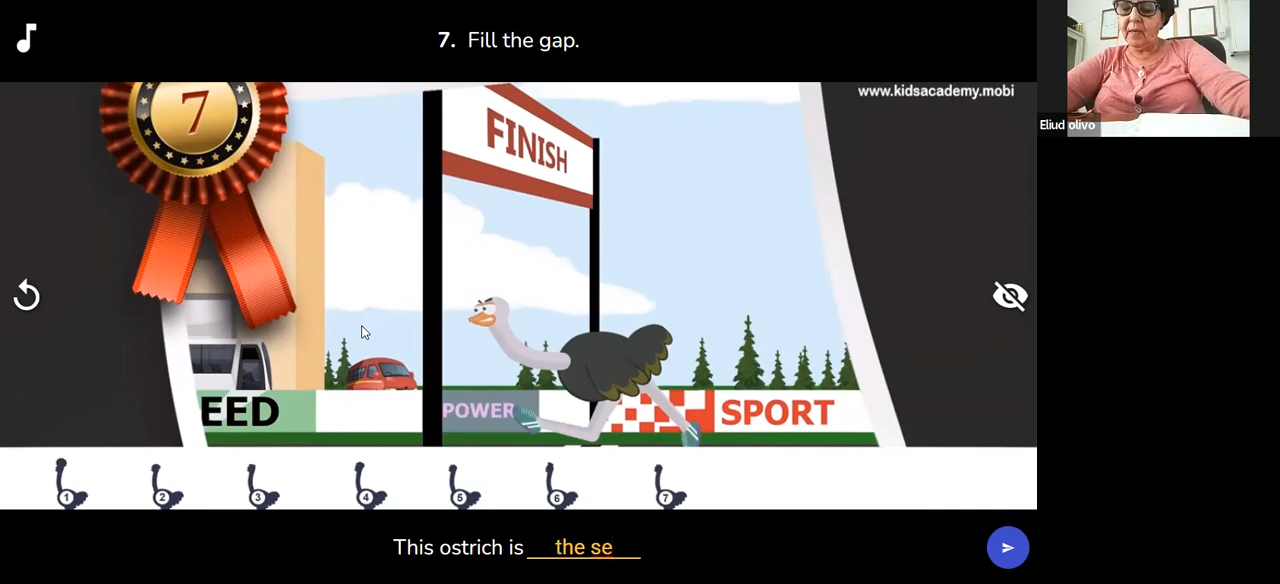 7. Fill the gap.
www.kidsacademy.mobi
7
FINISH
EED
POWER
SPORT
1 2 3 4 5 6 7
This ostrich is the se
Eliud olivo